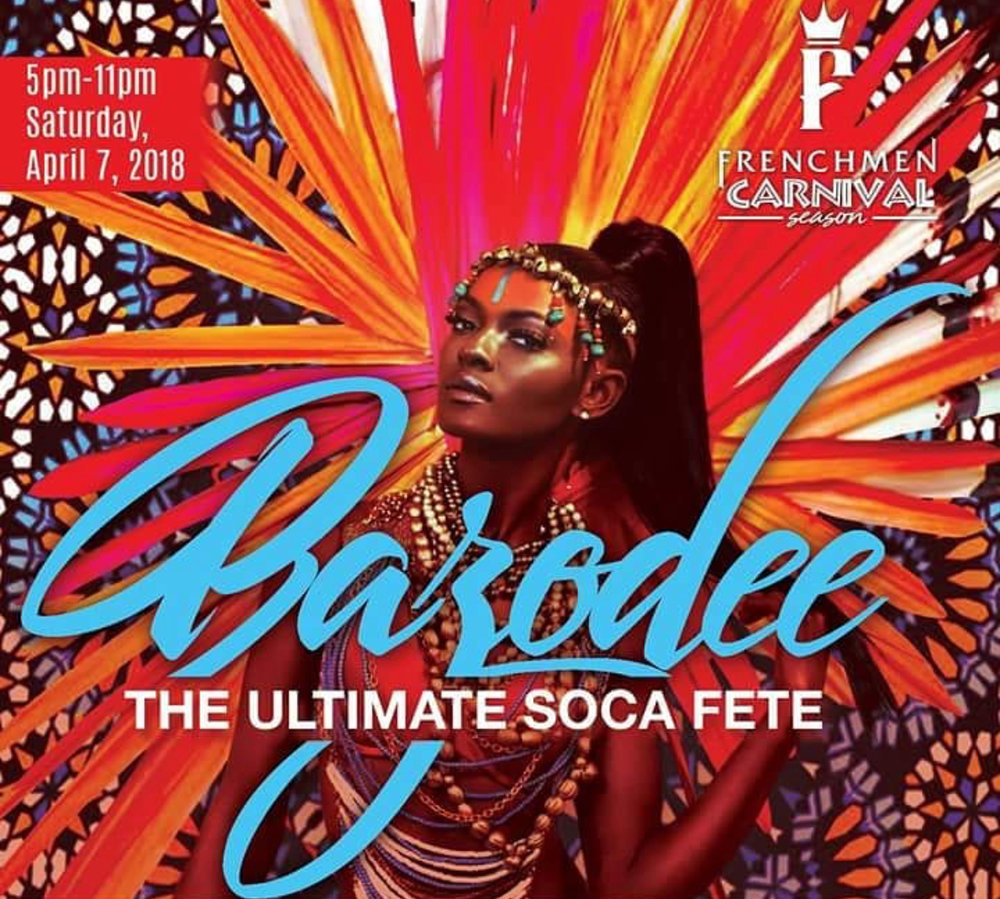 5pm-11pm
Saturday,
April 7, 2018
F
FRENCHMEN
CARNIVAL
season
Bazodee
THE ULTIMATE SOCA FETE